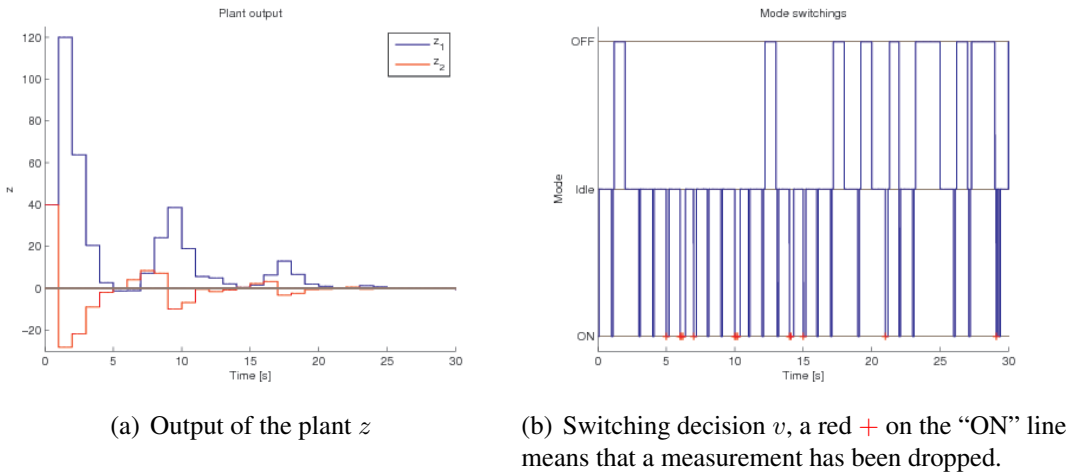 Plant output
120
100
80
60
40
20
0
−20
z
z_1
z_2
0 5 10 15 20 25 30
Time [s]
(a) Output of the plant z
Mode switchings
OFF
Idle
ON
Mode
0 5 10 15 20 25 30
Time [s]
(b) Switching decision v, a red + on the “ON” line
means that a measurement has been dropped.